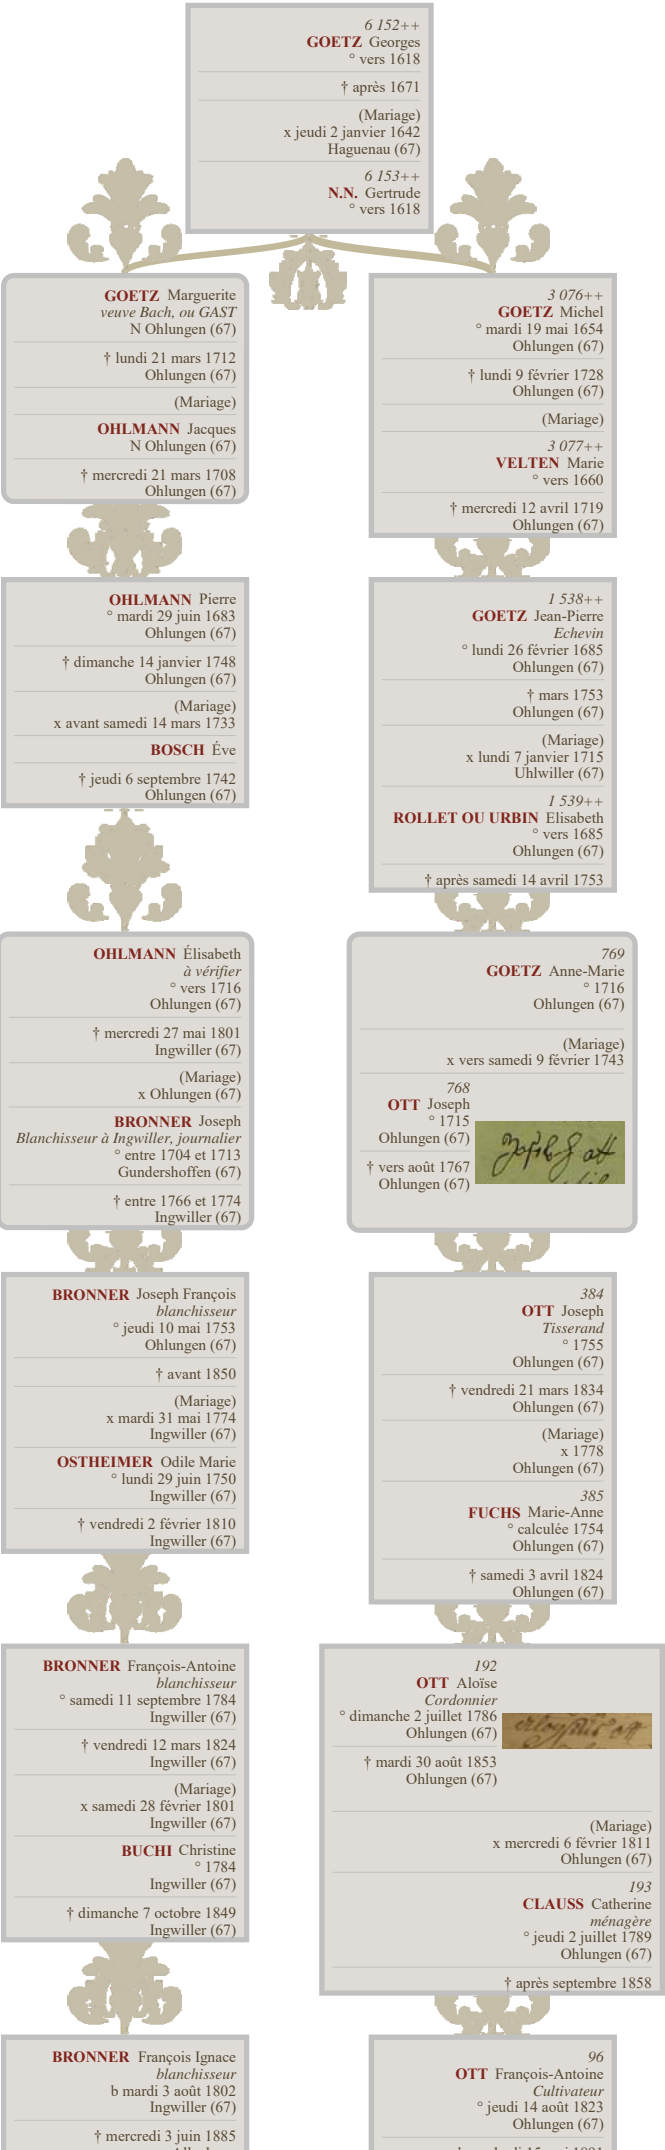 6 152++
GOETZ Georges
° vers 1618
† après 1671
(Mariage)
x jeudi 2 janvier 1642
Haguenau (67)
6 153++
N.N. Gertrude
° vers 1618
GOETZ Marguerite
veuve Bach, ou GAST
N Ohlungen (67)
† lundi 21 mars 1712
Ohlungen (67)
(Mariage)
OHLMANN Jacques
N Ohlungen (67)
† mercredi 21 mars 1708
Ohlungen (67)
3 076++
GOETZ Michel
° mardi 19 mai 1654
Ohlungen (67)
† lundi 9 février 1728
Ohlungen (67)
(Mariage)
3 077++
VELTEN Marie
° vers 1660
† mercredi 12 avril 1719
Ohlungen (67)
OHLMANN Pierre
° mardi 29 juin 1683
Ohlungen (67)
† dimanche 14 janvier 1748
Ohlungen (67)
(Mariage)
x avant samedi 14 mars 1733
BOSCH Éve
† jeudi 6 septembre 1742
Ohlungen (67)
1 538++
GOETZ Jean-Pierre
Echevin
° lundi 26 février 1685
Ohlungen (67)
† mars 1753
Ohlungen (67)
(Mariage)
x lundi 7 janvier 1715
Uhlwiller (67)
1 539++
ROLLET OU URBIN Elisabeth
° vers 1685
Ohlungen (67)
† après samedi 14 avril 1753
OHLMANN Élisabeth
à vérifier
° vers 1716
Ohlungen (67)
† mercredi 27 mai 1801
Ingwiller (67)
(Mariage)
x Ohlungen (67)
BRONNER Joseph
Blanchisseur à Ingwiller, journalier
° entre 1704 et 1713
Gundershoffen (67)
† entre 1766 et 1774
Ingwiller (67)
769
GOETZ Anne-Marie
° 1716
Ohlungen (67)
(Mariage)
x vers samedi 9 février 1743
768
OTT Joseph
° 1715
Ohlungen (67)
† vers août 1767
Ohlungen (67)
Joseph ott
BRONNER Joseph François
blanchisseur
° jeudi 10 mai 1753
Ohlungen (67)
† avant 1850
(Mariage)
x mardi 31 mai 1774
Ingwiller (67)
OSTHEIMER Odile Marie
° lundi 29 juin 1750
Ingwiller (67)
† vendredi 2 février 1810
Ingwiller (67)
384
OTT Joseph
Tisserand
° 1755
Ohlungen (67)
† vendredi 21 mars 1834
Ohlungen (67)
(Mariage)
x 1778
Ohlungen (67)
385
FUCHS Marie-Anne
° calculée 1754
Ohlungen (67)
† samedi 3 avril 1824
Ohlungen (67)
BRONNER François-Antoine
blanchisseur
° samedi 11 septembre 1784
Ingwiller (67)
† vendredi 12 mars 1824
Ingwiller (67)
(Mariage)
x samedi 28 février 1801
Ingwiller (67)
BUCHI Christine
° 1784
Ingwiller (67)
† dimanche 7 octobre 1849
Ingwiller (67)
192
OTT Aloïse
Cordonnier
° dimanche 2 juillet 1786
Ohlungen (67)
† mardi 30 août 1853
Ohlungen (67)
ott
(Mariage)
x mercredi 6 février 1811
Ohlungen (67)
193
CLAUSS Catherine
ménagère
° jeudi 2 juillet 1789
Ohlungen (67)
† après septembre 1858
BRONNER François Ignace
blanchisseur
b mardi 3 août 1802
Ingwiller (67)
† mercredi 3 juin 1885
96
OTT François-Antoine
Cultivateur
° jeudi 14 août 1823
Ohlungen (67)